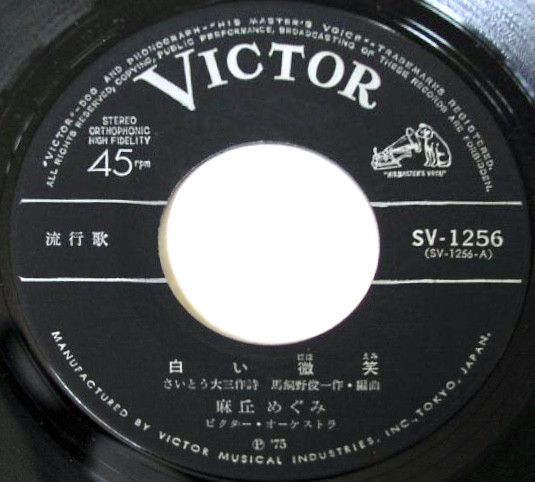 "VICTOR"-DOG AND PHONOGRAPH-"HIS MASTER'S VOICE"-TRADEMARKS REGISTERED.
ALL RIGHTS RESERVED, COPYING, PUBLIC PERFORMANCE, BROADCASTING OF THESE RECORDS ARE FORBIDDEN.
VICTOR
STEREO
ORTHOPHONIC
HIGH FIDELITY
45rpm
"HIS MASTER'S VOICE"
流行歌
SV-1256
(SV-1256-A)
にほ えみ
白い微笑
さいとう大三作詩 馬飼野俊一作・編曲
麻丘めぐみ
ビクター・オーケストラ
Ⓟ '75
MANUFACTURED BY VICTOR MUSICAL INDUSTRIES, INC., TOKYO, JAPAN.